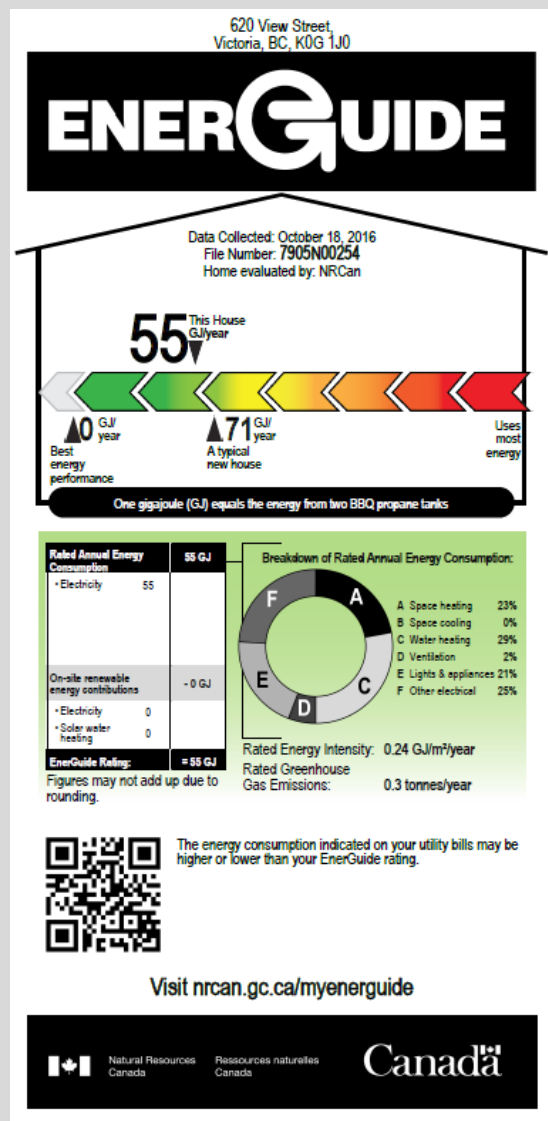 620 View Street,
Victoria, BC, K0G 1J0
ENERGUIDE
Data Collected: October 18, 2016
File Number: 7905N00254
Home evaluated by: NRCan
55 This House
GJ/year
0 GJ/
year
Best
energy
performance
71 GJ/
year
A typical
new house
Uses
most
energy
One gigajoule (GJ) equals the energy from two BBQ propane tanks
Rated Annual Energy
Consumption
55 GJ
• Electricity 55
On-site renewable
energy contributions
- 0 GJ
• Electricity 0
• Solar water
heating
0
EnerGuide Rating: = 55 GJ
Figures may not add up due to
rounding.
Breakdown of Rated Annual Energy Consumption:
F
A
E
C
D
A Space heating 23%
B Space cooling 0%
C Water heating 29%
D Ventilation 2%
E Lights & appliances 21%
F Other electrical 25%
Rated Energy Intensity: 0.24 GJ/m²/year
Rated Greenhouse
Gas Emissions: 0.3 tonnes/year
The energy consumption indicated on your utility bills may be
higher or lower than your EnerGuide rating.
Visit nrcan.gc.ca/myenerguide
Natural Resources
Canada
Ressources naturelles
Canada
Canada